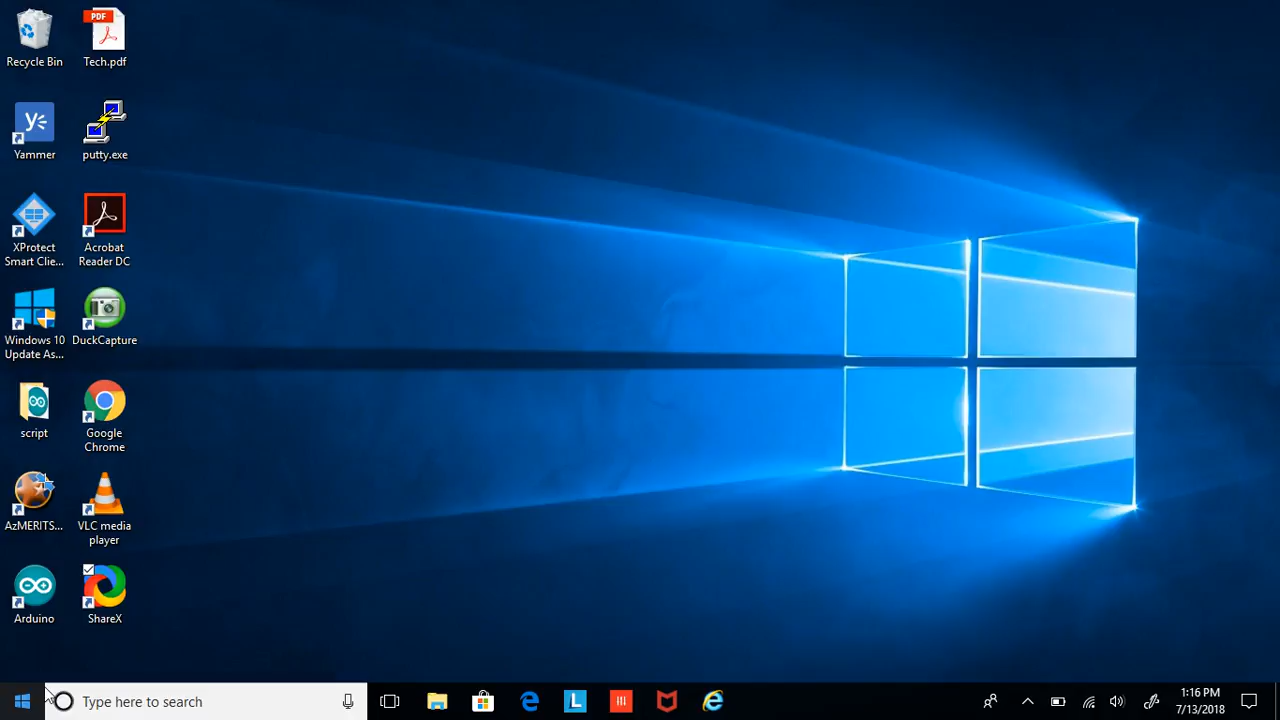 Recycle Bin
PDF
Tech.pdf
Yammer
putty.exe
XProtect
Smart Clie...
Acrobat
Reader DC
Windows 10
Update As...
DuckCapture
script
Google
Chrome
AzMERITS...
VLC media
player
Arduino
ShareX
Type here to search
L
1:16 PM
7/13/2018